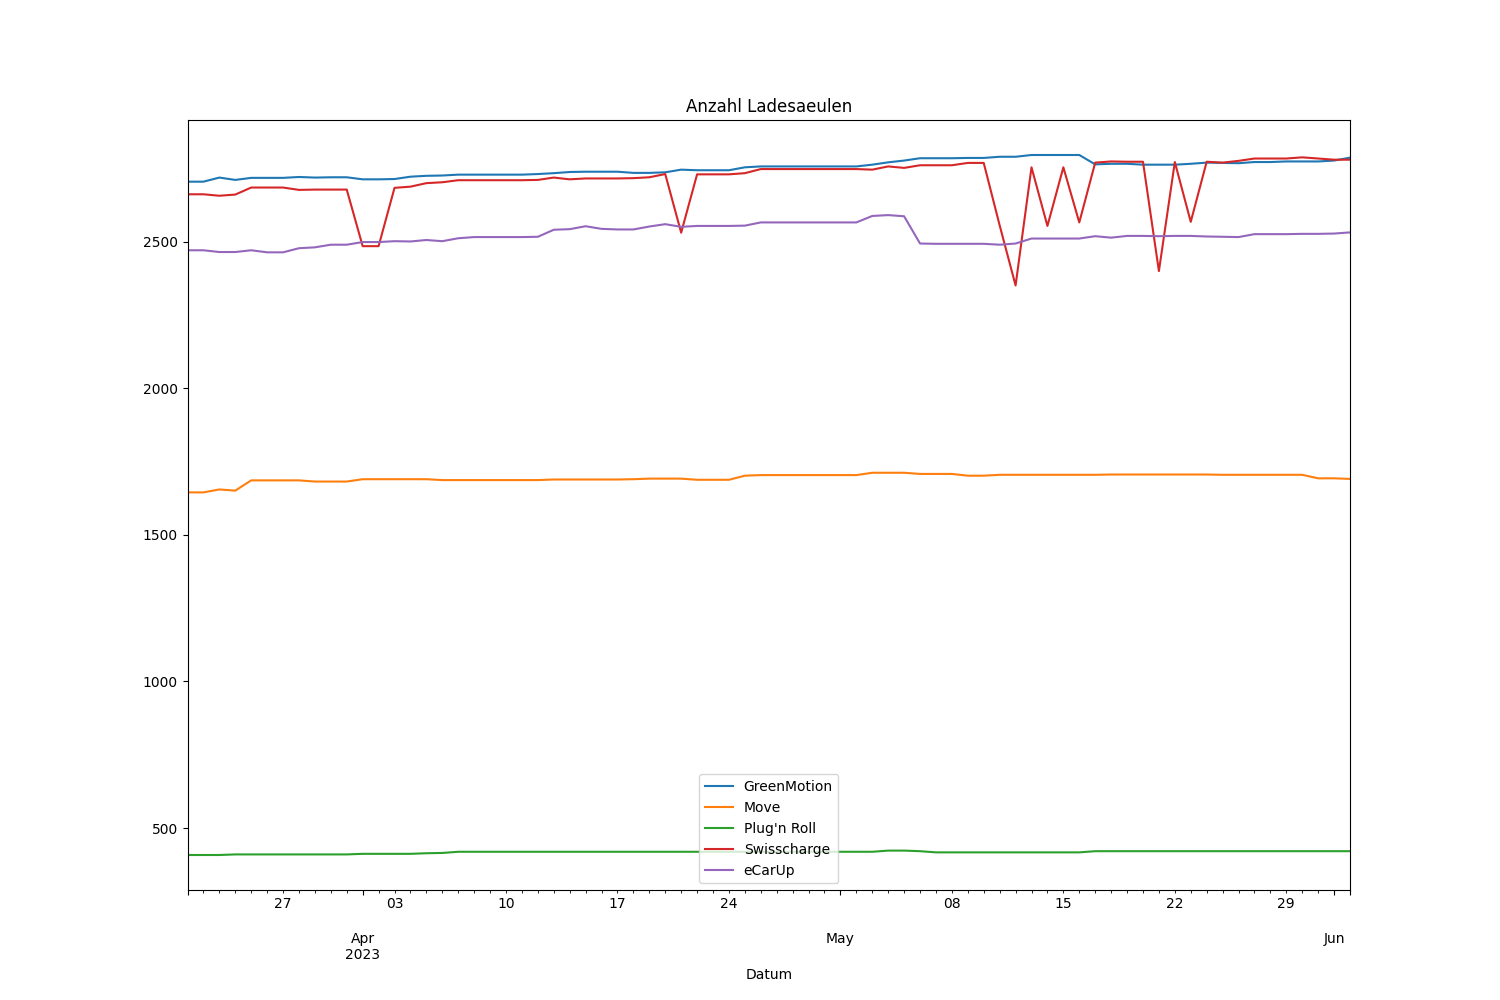 Anzahl Ladesaeulen
2500
2000
1500
1000
500
GreenMotion
Move
Plug'n Roll
Swisscharge
eCarUp
27 03 10 17 24 08 15 22 29
Apr May Jun
2023
Datum